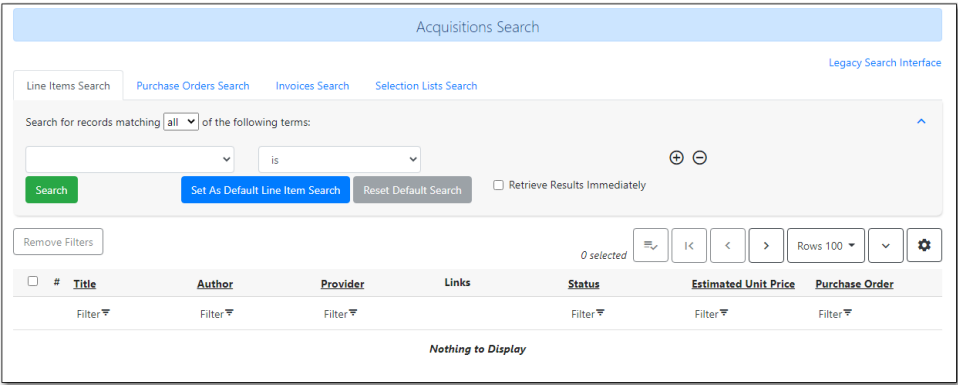 Acquisitions Search
Legacy Search Interface
Line Items Search Purchase Orders Search Invoices Search Selection Lists Search
Search for records matching all of the following terms:
is
Search Set As Default Line Item Search Reset Default Search Retrieve Results Immediately
Remove Filters 0 selected Rows 100
# Title Author Provider Links Status Estimated Unit Price Purchase Order
Filter Filter Filter Filter Filter Filter
Nothing to Display